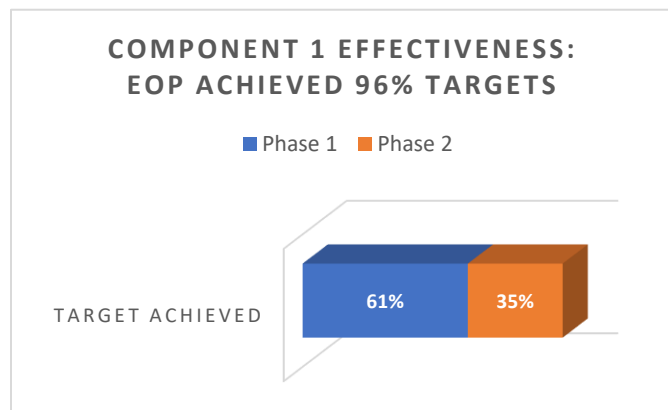 COMPONENT 1 EFFECTIVENESS:
EOP ACHIEVED 96% TARGETS
Phase 1 Phase 2
61% 35%
TARGET ACHIEVED